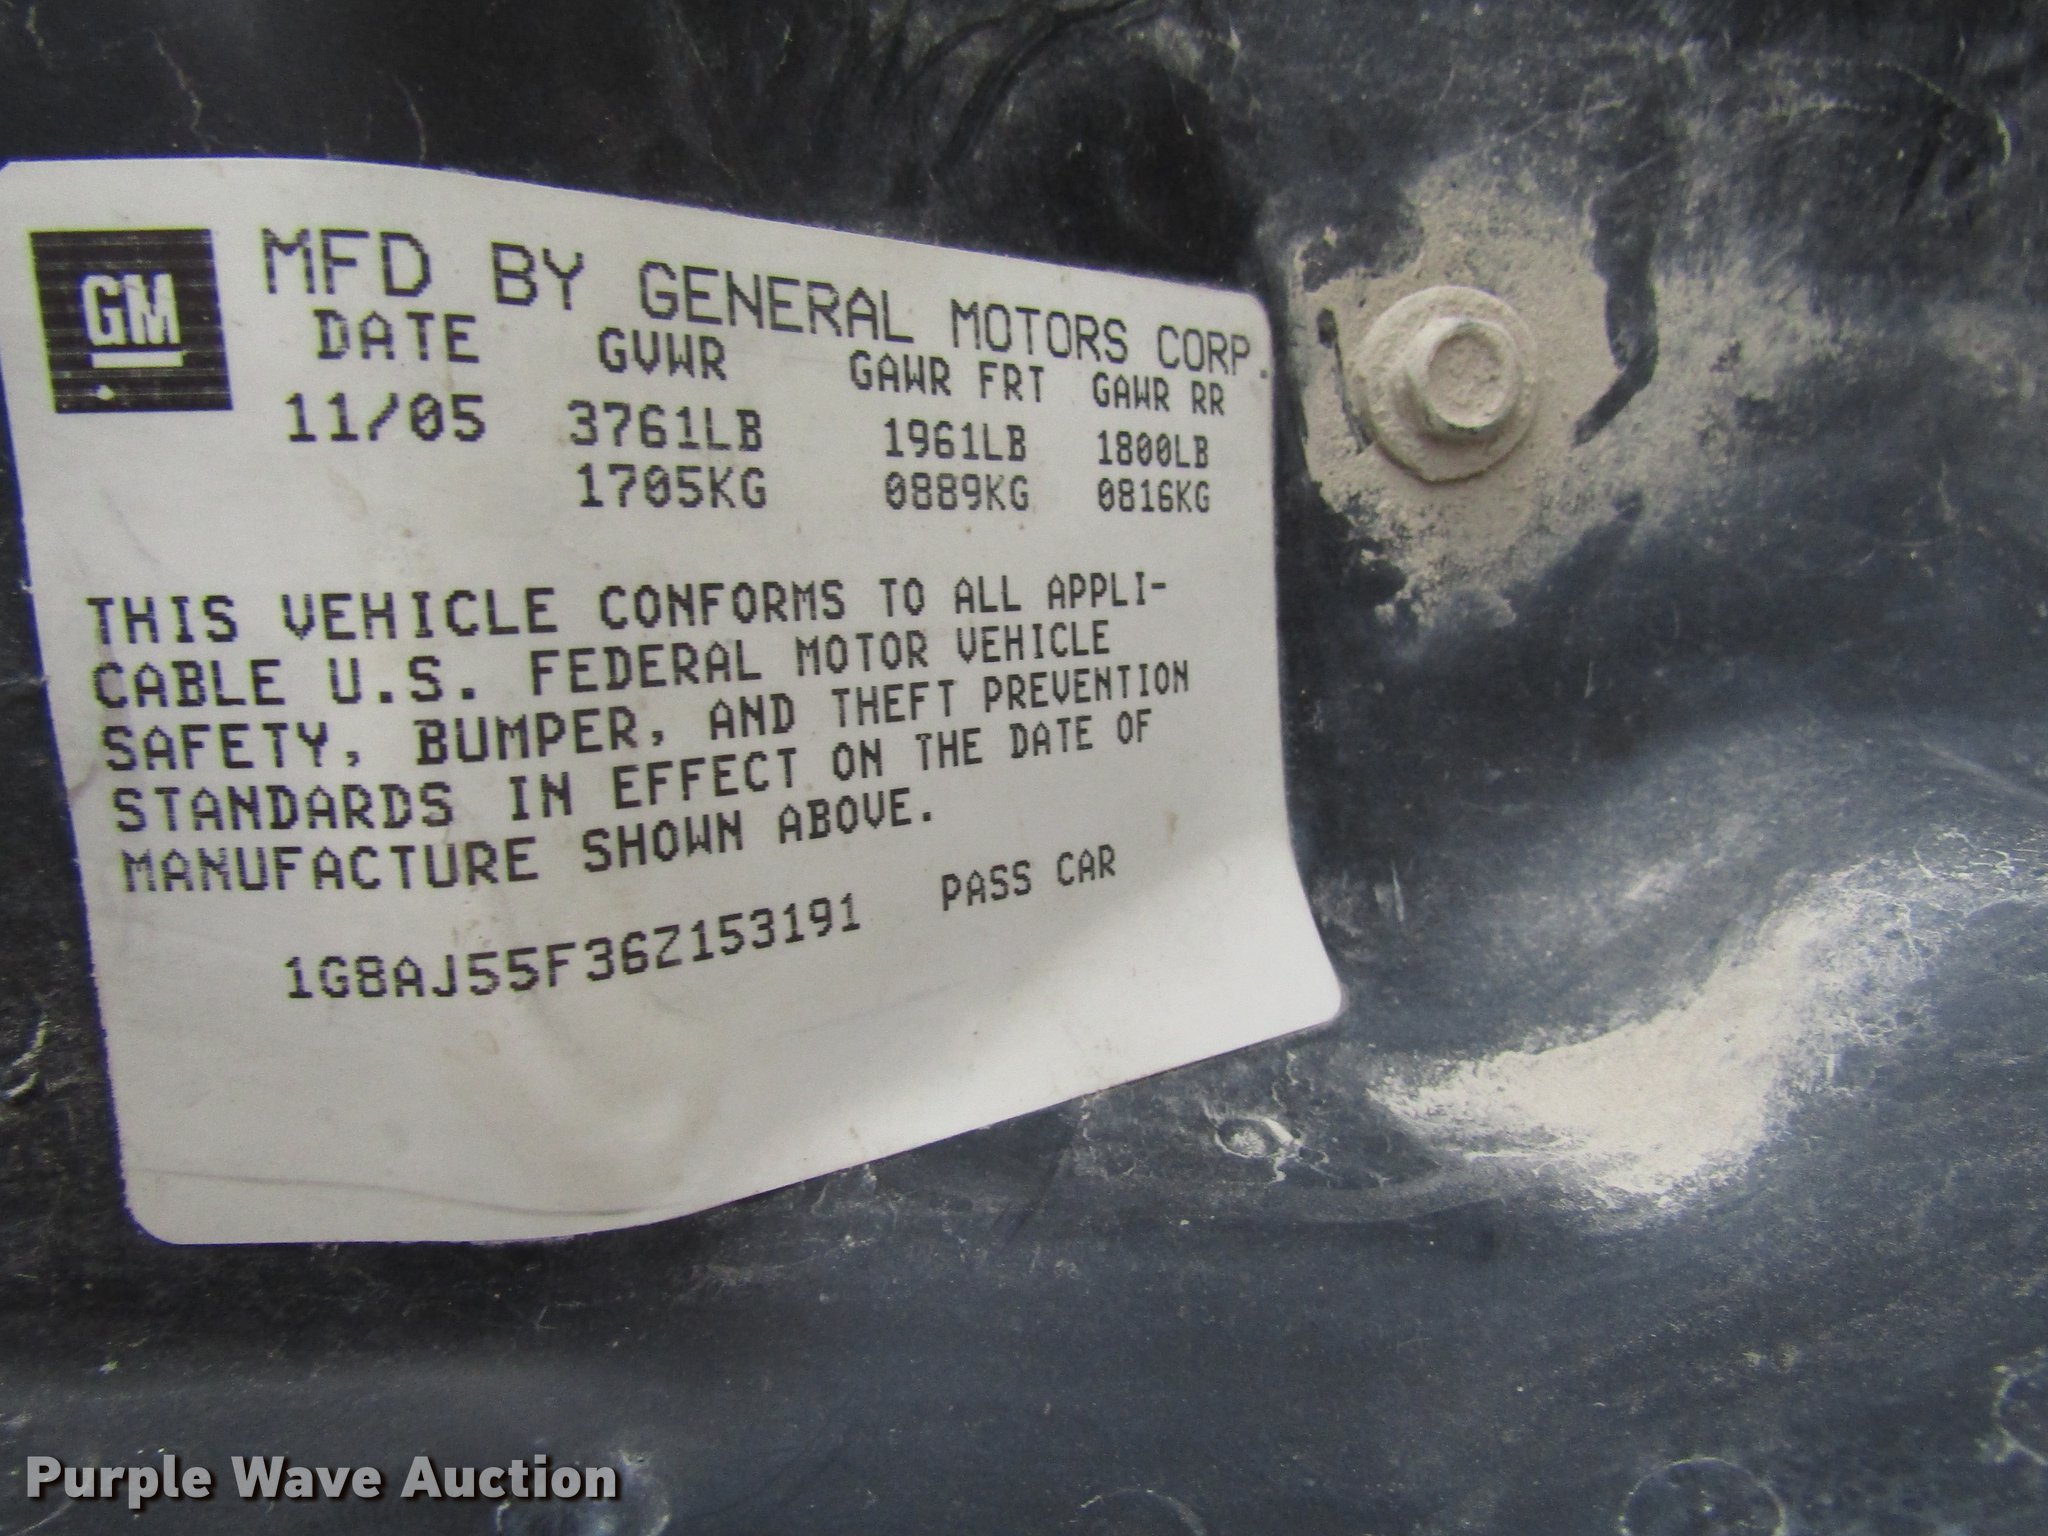 GM
MFD BY GENERAL MOTORS CORP.
DATE GVWR GAWR FRT GAWR RR
11/05 3761LB 1961LB 1800LB
1705KG 0889KG 0816KG
THIS VEHICLE CONFORMS TO ALL APPLI-
CABLE U.S. FEDERAL MOTOR VEHICLE
SAFETY, BUMPER, AND THEFT PREVENTION
STANDARDS IN EFFECT ON THE DATE OF
MANUFACTURE SHOWN ABOVE.
1G8AJ55F36Z153191 PASS CAR
Purple Wave Auction